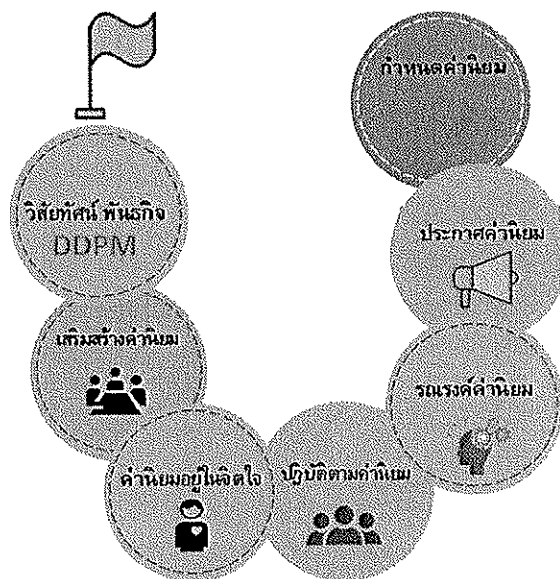 กำหนดค่านิยม
ประกาศค่านิยม
รณรงค์ค่านิยม
ปฏิบัติตามค่านิยม
ค่านิยมอยู่ในจิตใจ
เสริมสร้างค่านิยม
วิสัยทัศน์ พันธกิจ
DDPM